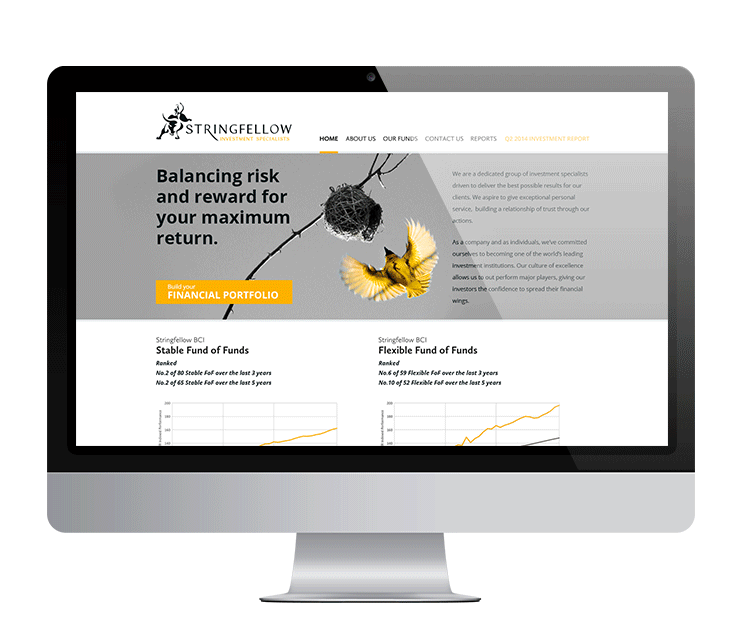 STRINGFELLOW
INVESTMENT SPECIALISTS
HOME ABOUT US OUR FUNDS CONTACT US REPORTS Q2 2014 INVESTMENT REPORT
Balancing risk
and reward for
your maximum
return.
Build your
FINANCIAL PORTFOLIO
We are a dedicated group of investment specialists
driven to deliver the best possible results for our
clients. We aspire to give exceptional personal
service, building a relationship of trust through our
actions.
As a company and as individuals, we've committed
ourselves to becoming one of the world's leading
investment institutions. Our culture of excellence
allows us to out perform major players, giving our
investors the confidence to spread their financial
wings.
Stringfellow BCI
Stable Fund of Funds
Ranked
No.2 of 80 Stable FoF over the last 3 years
No.2 of 65 Stable FoF over the last 5 years
200
180
160
Stringfellow BCI
Flexible Fund of Funds
Ranked
No.6 of 59 Flexible FoF over the last 3 years
No.10 of 52 Flexible FoF over the last 5 years
200
180
160